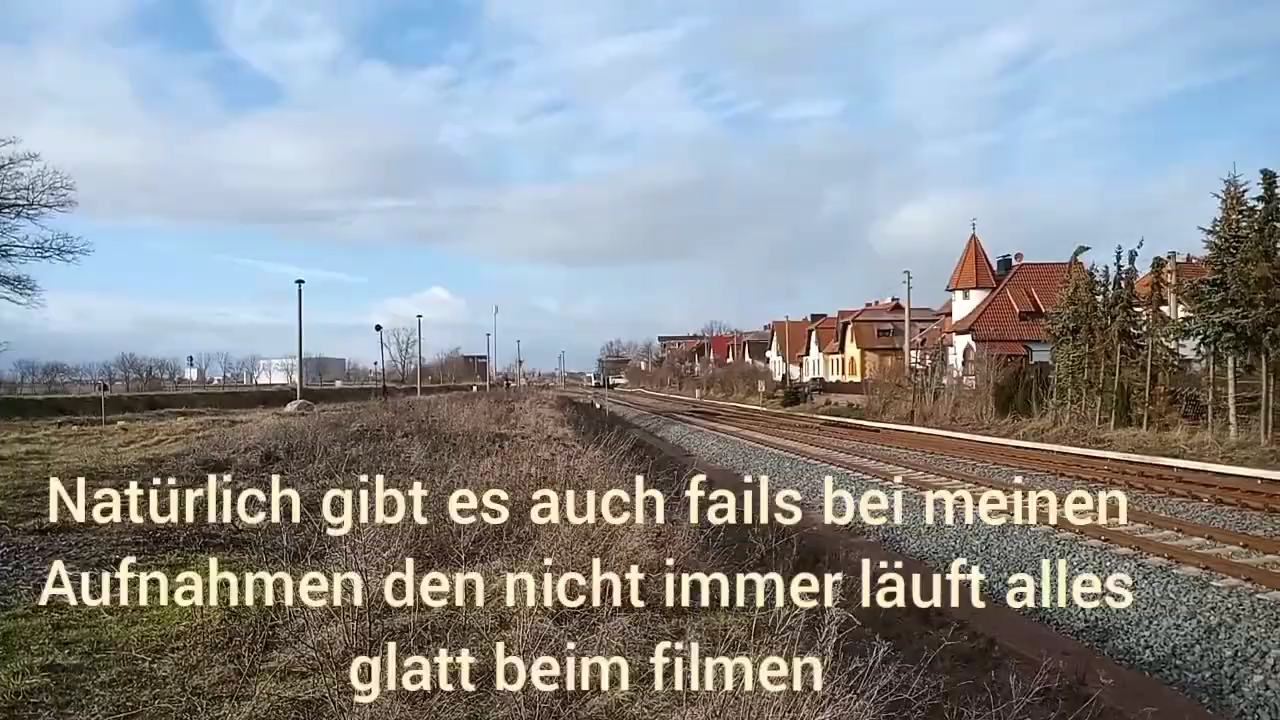 Natürlich gibt es auch fails bei meinen
Aufnahmen den nicht immer läuft alles
glatt beim filmen